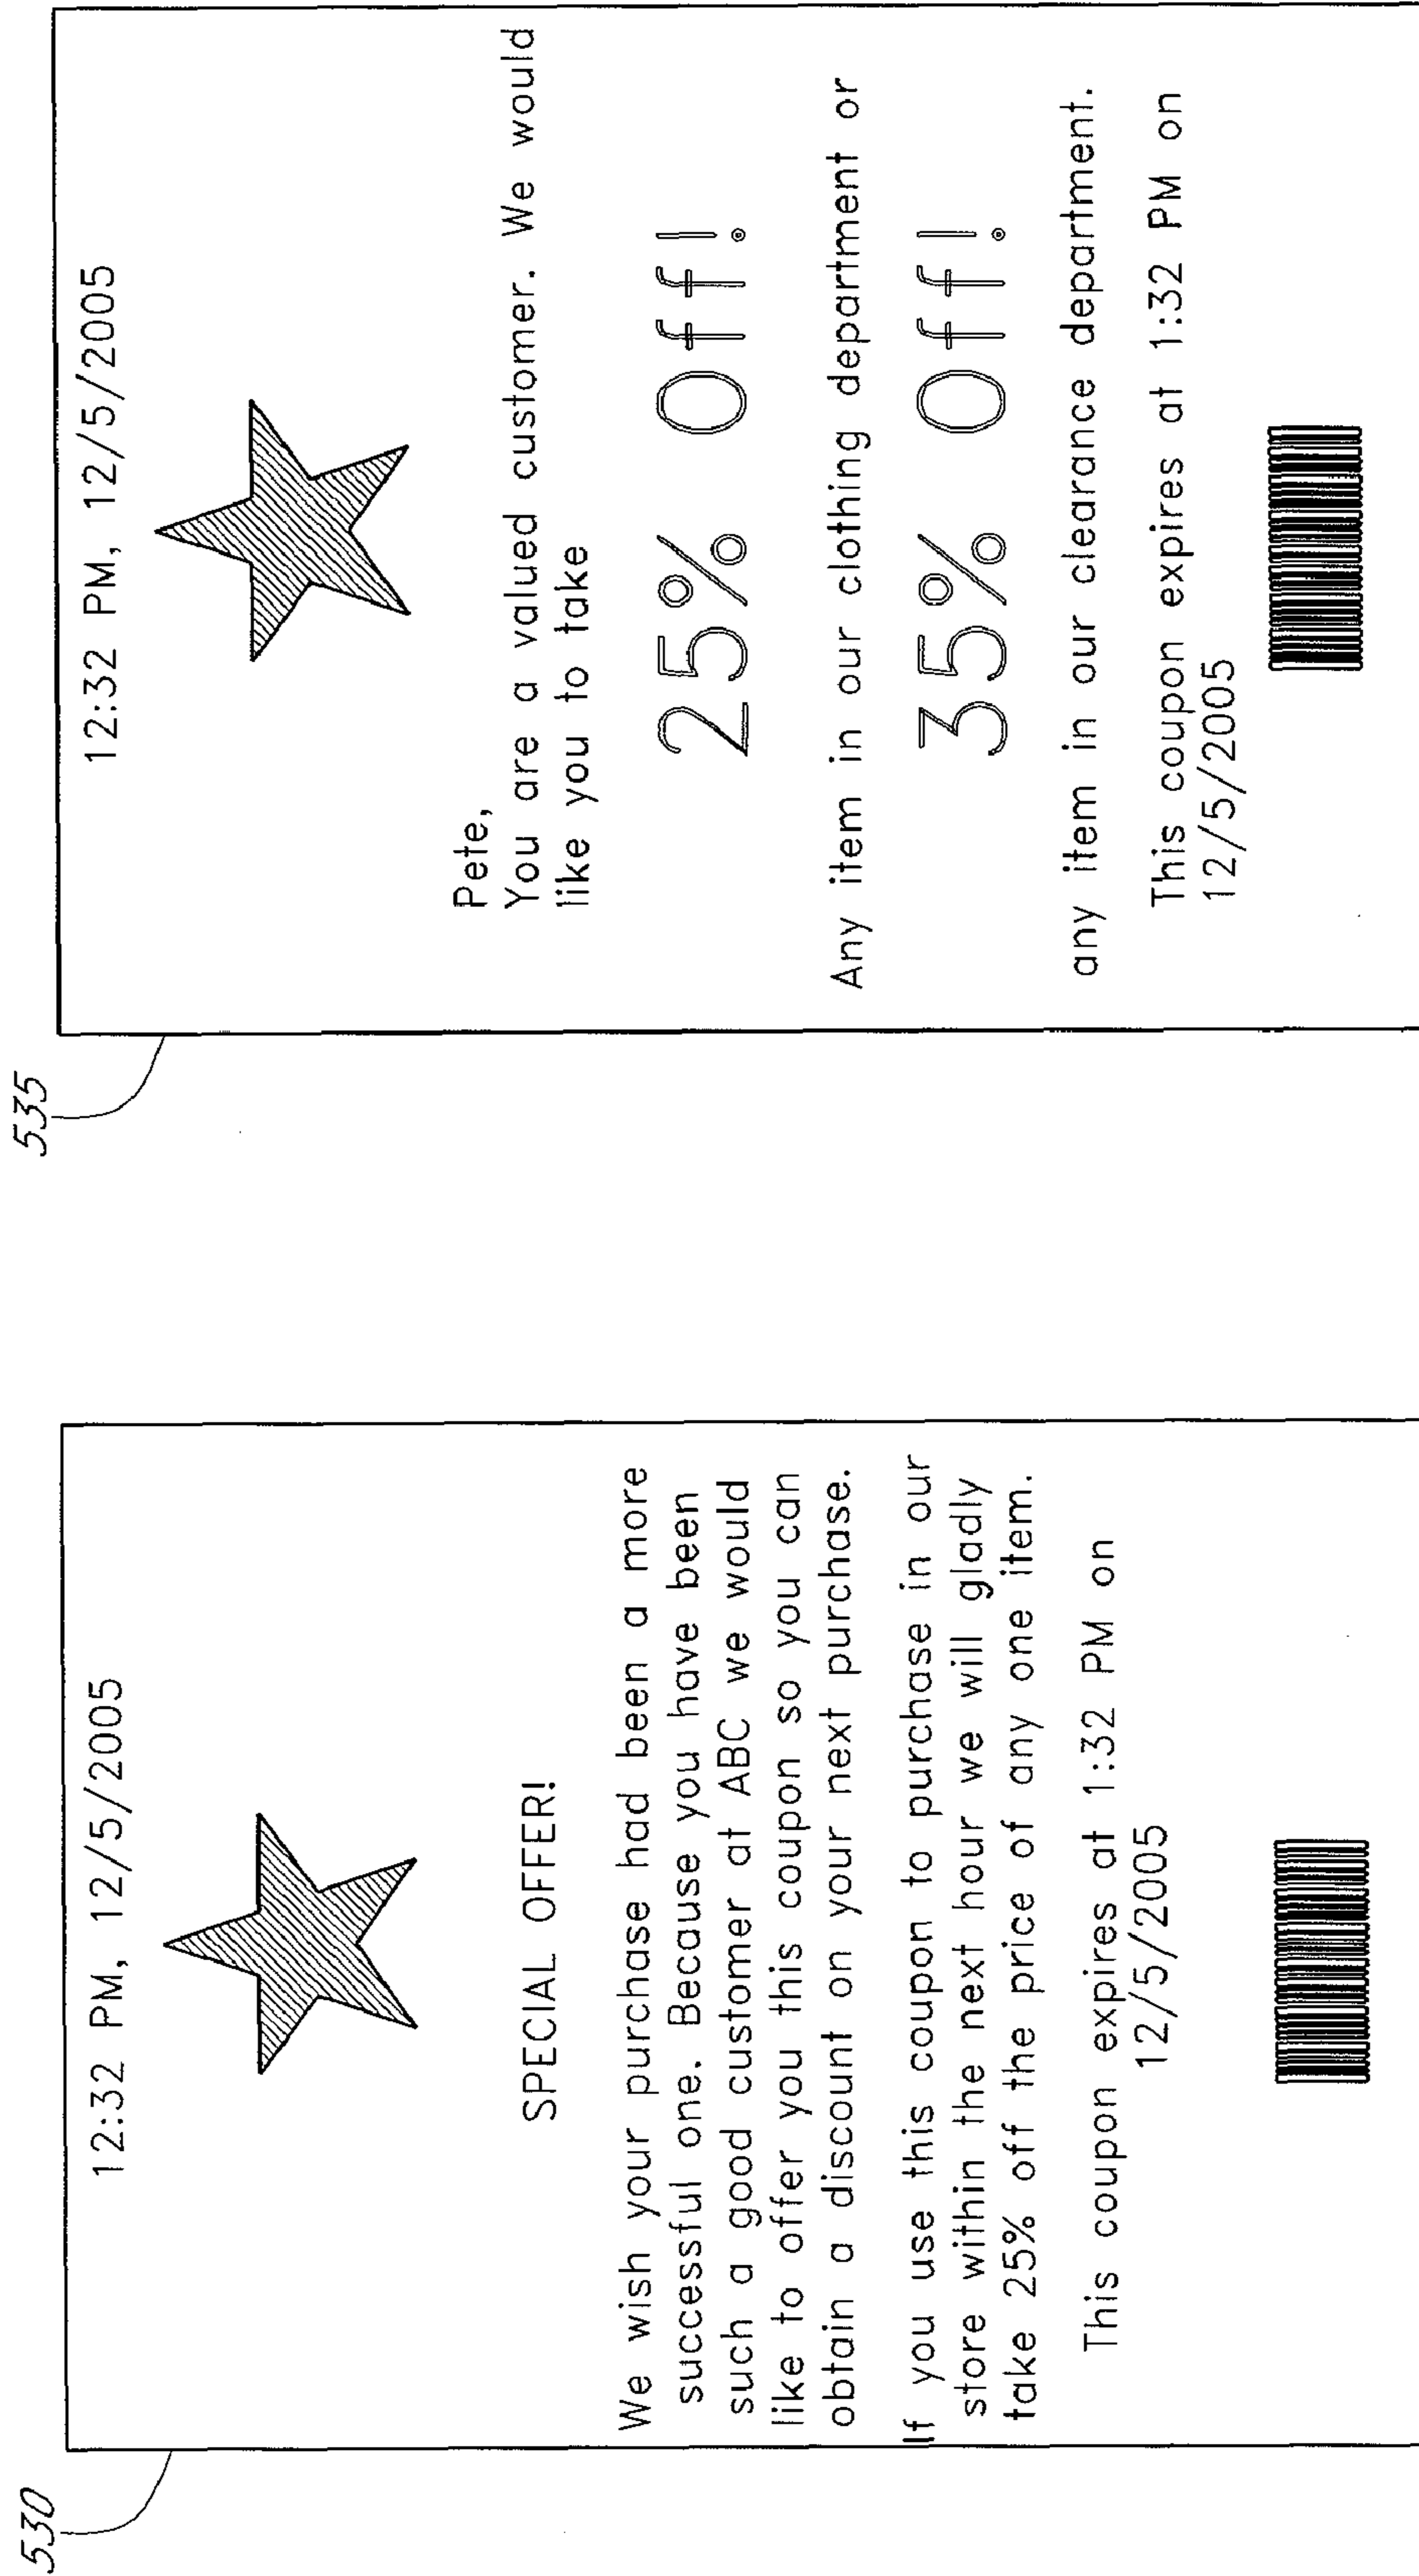 530
12:32 PM, 12/5/2005
SPECIAL OFFER!
We wish your purchase had been a more
successful one. Because you have been
such a good customer at ABC we would
like to offer you this coupon so you can
obtain a discount on your next purchase.
If you use this coupon to purchase in our
store within the next hour we will gladly
take 25% off the price of any one item.
This coupon expires at 1:32 PM on
12/5/2005
535
12:32 PM, 12/5/2005
Pete,
You are a valued customer. We would
like you to take
25% Off!
Any item in our clothing department or
35% Off!
any item in our clearance department.
This coupon expires at 1:32 PM on
12/5/2005